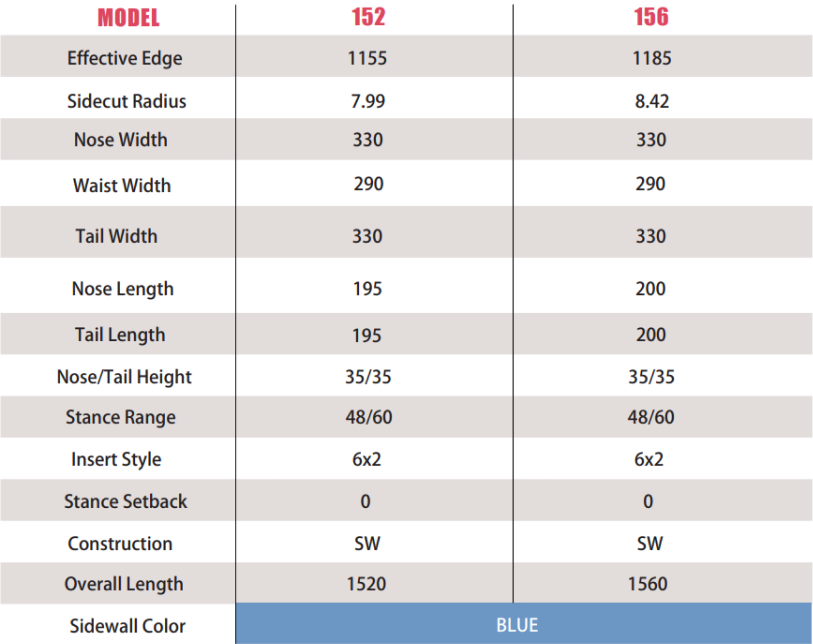 MODEL 152 156
Effective Edge 1155 1185
Sidecut Radius 7.99 8.42
Nose Width 330 330
Waist Width 290 290
Tail Width 330 330
Nose Length 195 200
Tail Length 195 200
Nose/Tail Height 35/35 35/35
Stance Range 48/60 48/60
Insert Style 6x2 6x2
Stance Setback 0 0
Construction SW SW
Overall Length 1520 1560
Sidewall Color BLUE